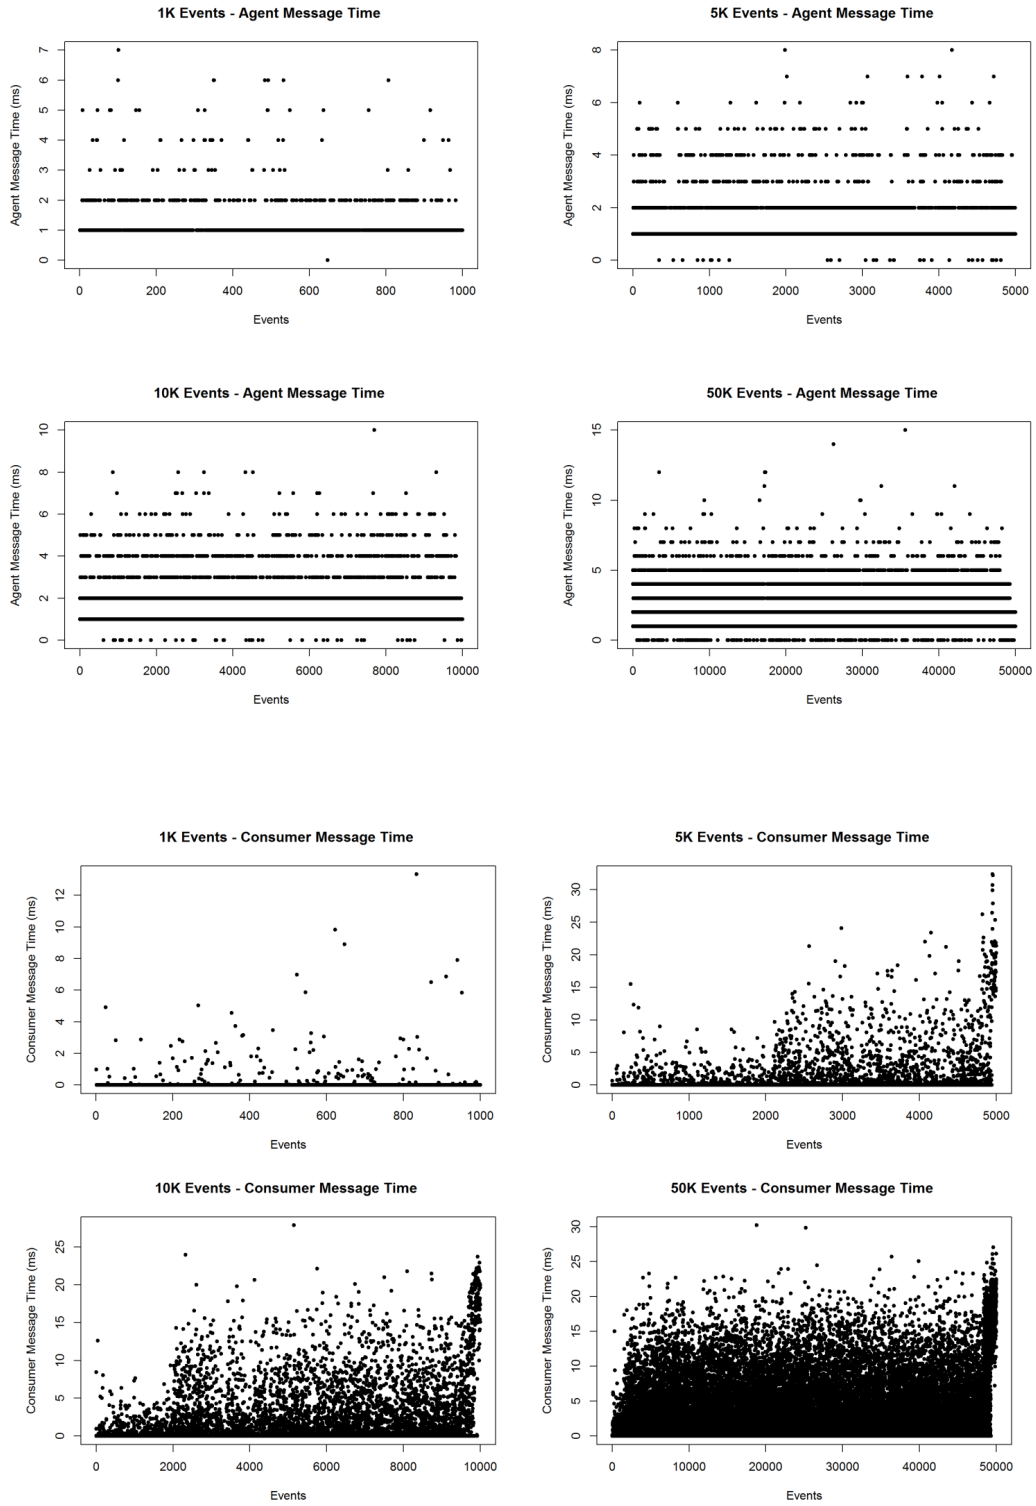 1K Events - Agent Message Time
Agent Message Time (ms)
7
6
5
4
3
2
1
0
0 200 400 600 800 1000
Events
5K Events - Agent Message Time
Agent Message Time (ms)
8
6
4
2
0
0 1000 2000 3000 4000 5000
Events
10K Events - Agent Message Time
Agent Message Time (ms)
10
8
6
4
2
0
0 2000 4000 6000 8000 10000
Events
50K Events - Agent Message Time
Agent Message Time (ms)
15
10
5
0
0 10000 20000 30000 40000 50000
Events
1K Events - Consumer Message Time
Consumer Message Time (ms)
12
10
8
6
4
2
0
0 200 400 600 800 1000
Events
5K Events - Consumer Message Time
Consumer Message Time (ms)
30
25
20
15
10
5
0
0 1000 2000 3000 4000 5000
Events
10K Events - Consumer Message Time
Consumer Message Time (ms)
25
20
15
10
5
0
0 2000 4000 6000 8000 10000
Events
50K Events - Consumer Message Time
Consumer Message Time (ms)
30
25
20
15
10
5
0
0 10000 20000 30000 40000 50000
Events